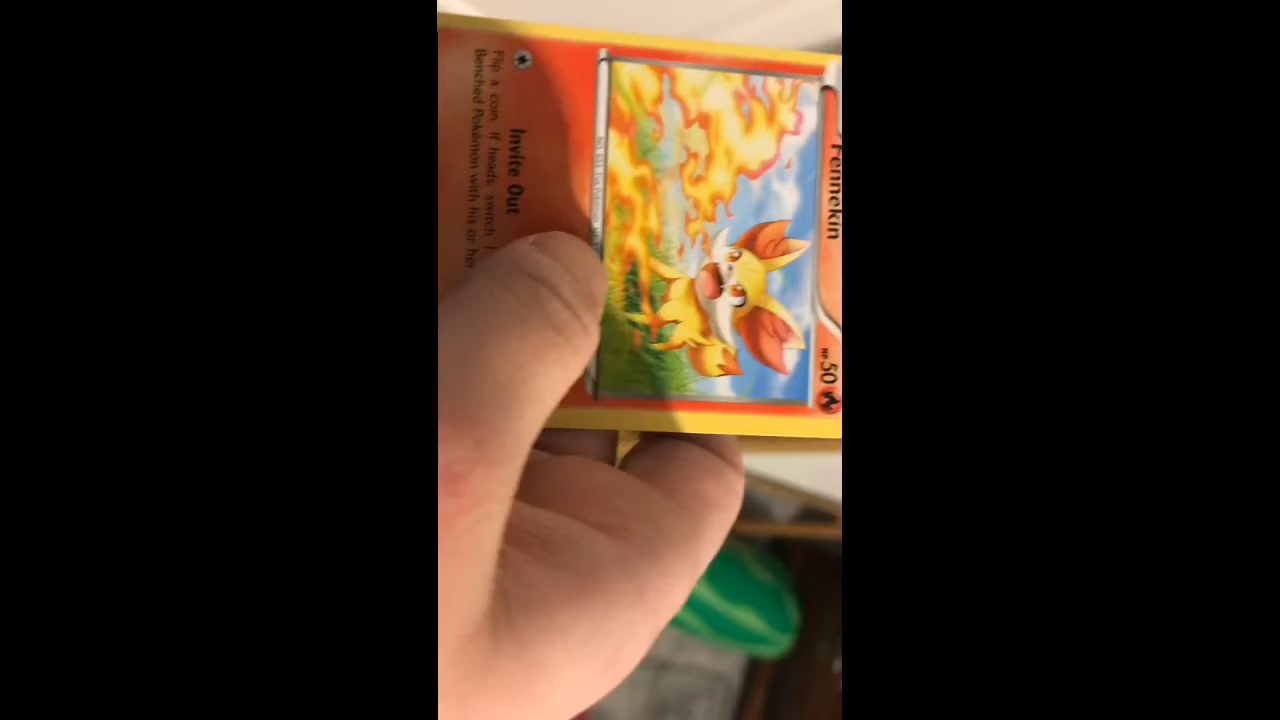 Fennekin
HP 50
Invite Out
Flip a coin. If heads, switch
Benched Pokémon with his or her